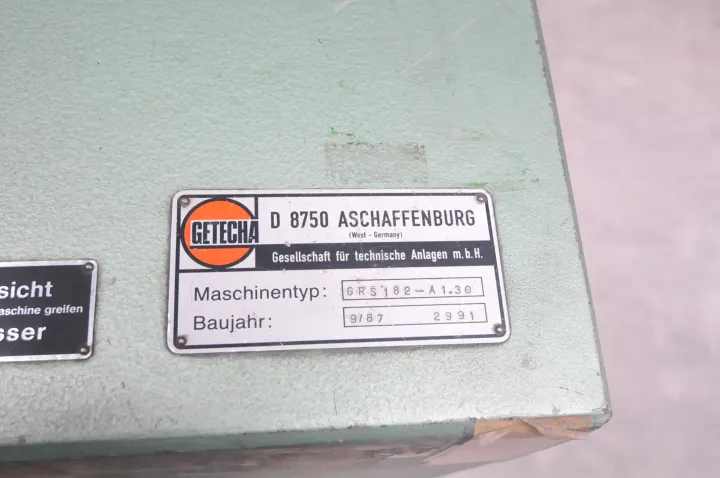 GETECHA
D 8750 ASCHAFFENBURG
(West - Germany)
Gesellschaft für technische Anlagen m.b.H.
Maschinentyp: GRS 182-A1.30
Baujahr: 9/87 2991
sicht
aschine greifen
sser